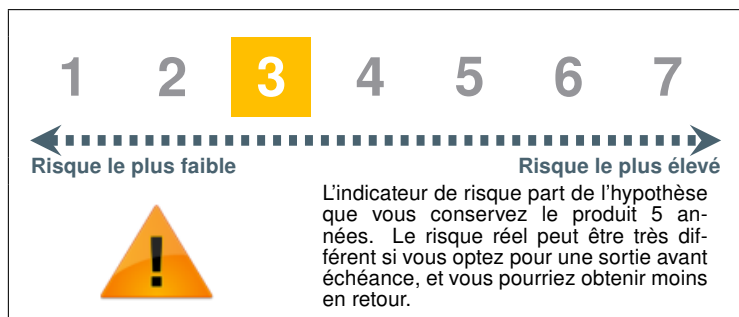 1 2 3 4 5 6 7
Risque le plus faible Risque le plus élevé
L'indicateur de risque part de l'hypothèse
que vous conservez le produit 5 an-
nées. Le risque réel peut être très dif-
férent si vous optez pour une sortie avant
échéance, et vous pourriez obtenir moins
en retour.